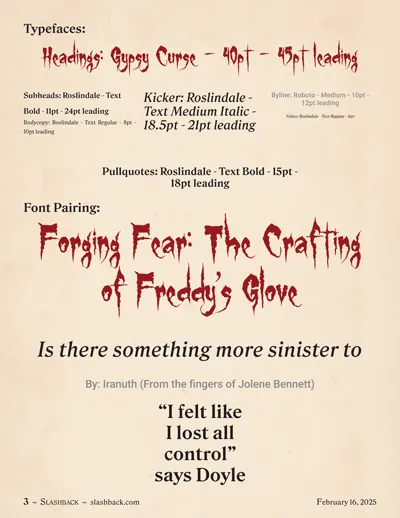 Typefaces:
Headings: Gypsy Curse - 40pt - 45pt leading
Subheads: Roslindale - Text
Bold - 11pt - 24pt leading
Bodycopy: Roslindale - Text Regular - 8pt -
10pt leading
Kicker: Roslindale -
Text Medium Italic -
18.5pt - 21pt leading
Byline: Roboto - Medium - 10pt -
12pt leading
Folios: Roslindale - Text Regular - 6pt
Pullquotes: Roslindale - Text Bold - 15pt -
18pt leading
Font Pairing:
Forging Fear: The Crafting
of Freddy's Glove
Is there something more sinister to
By: Iranuth (From the fingers of Jolene Bennett)
“I felt like
I lost all
control”
says Doyle
3 ~ Slashback ~ slashback.com
February 16, 2025